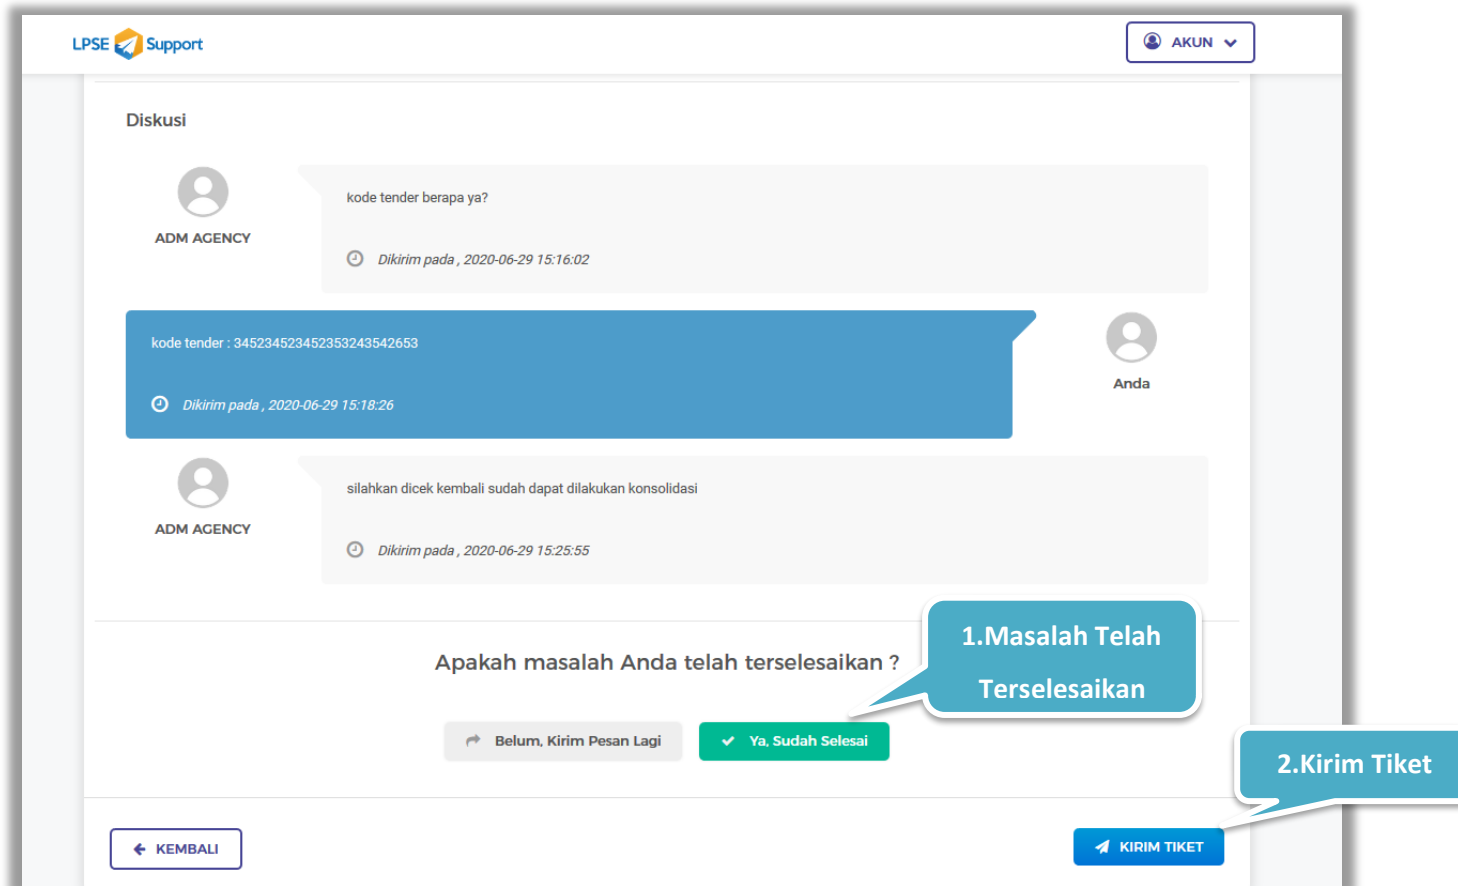 LPSE Support
AKUN
Diskusi
kode tender berapa ya?
ADM AGENCY
Dikirim pada , 2020-06-29 15:16:02
kode tender : 345234523452353243542653
Anda
Dikirim pada , 2020-06-29 15:18:26
silahkan dicek kembali sudah dapat dilakukan konsolidasi
ADM AGENCY
Dikirim pada , 2020-06-29 15:25:55
1.Masalah Telah
Terselesaikan
Apakah masalah Anda telah terselesaikan ?
Belum, Kirim Pesan Lagi
Ya, Sudah Selesai
2.Kirim Tiket
KEMBALI
KIRIM TIKET